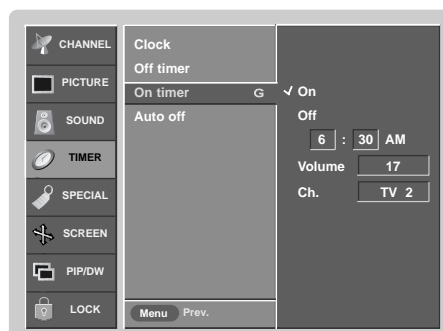 CHANNEL
PICTURE
SOUND
TIMER
SPECIAL
SCREEN
PIP/DW
LOCK
Clock
Off timer
On timer G
Auto off
Menu Prev.
✓ On
Off
6 : 30 AM
Volume 17
Ch. TV 2